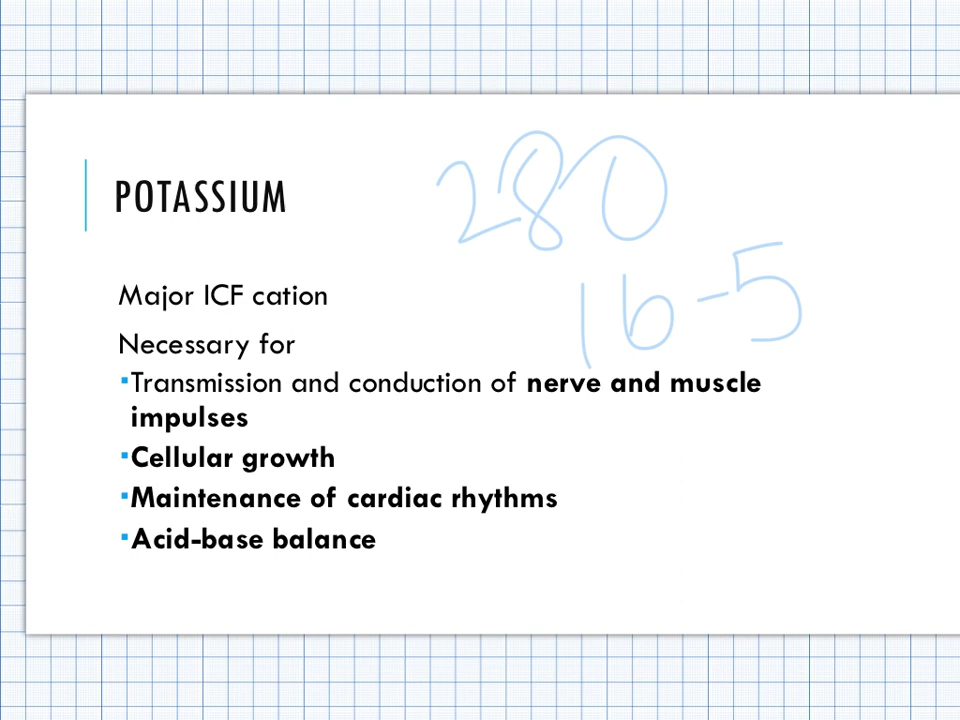 POTASSIUM
280
16-5
Major ICF cation
Necessary for
▪Transmission and conduction of nerve and muscle
impulses
▪Cellular growth
▪Maintenance of cardiac rhythms
▪Acid-base balance